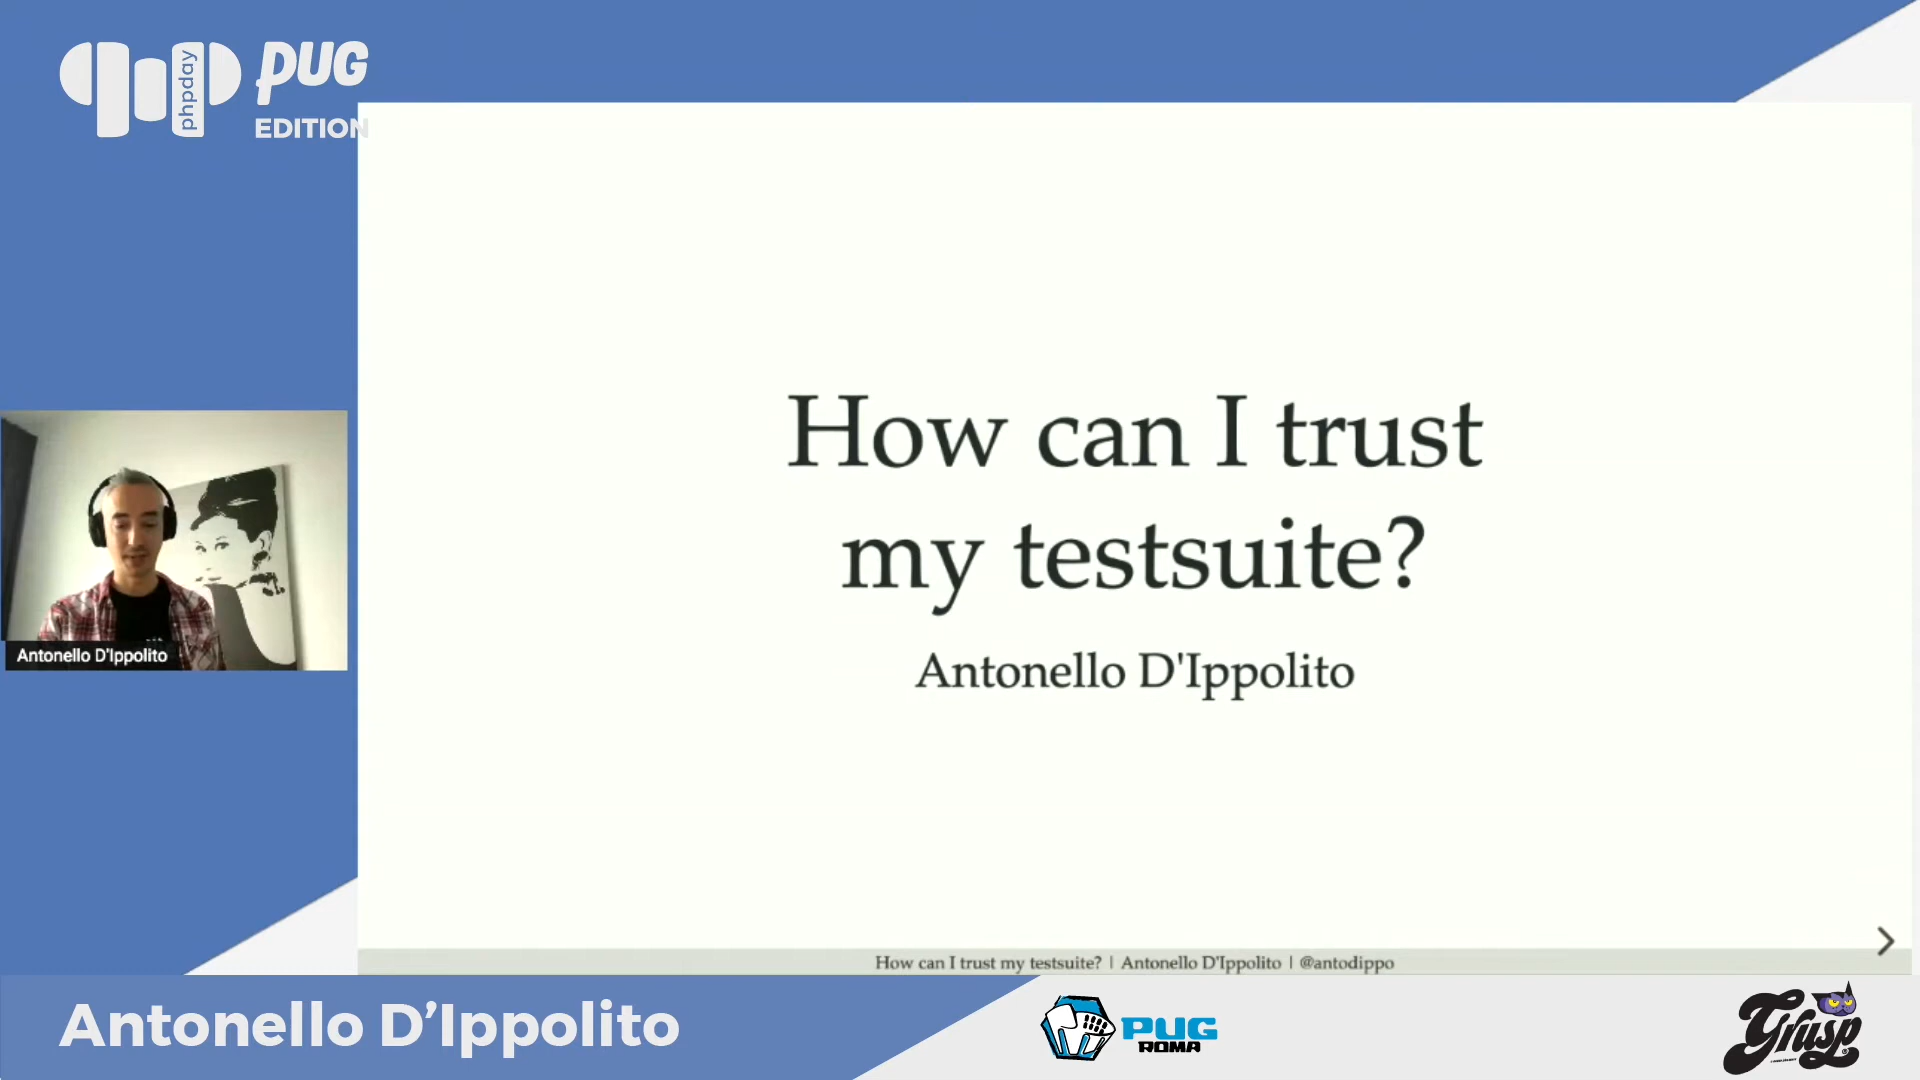 phpday
PUG
EDITION
How can I trust
my testsuite?
Antonello D'Ippolito
Antonello D'Ippolito
How can I trust my testsuite? | Antonello D'Ippolito | @antodippo
Antonello D’Ippolito
PUG
ROMA
Grusp